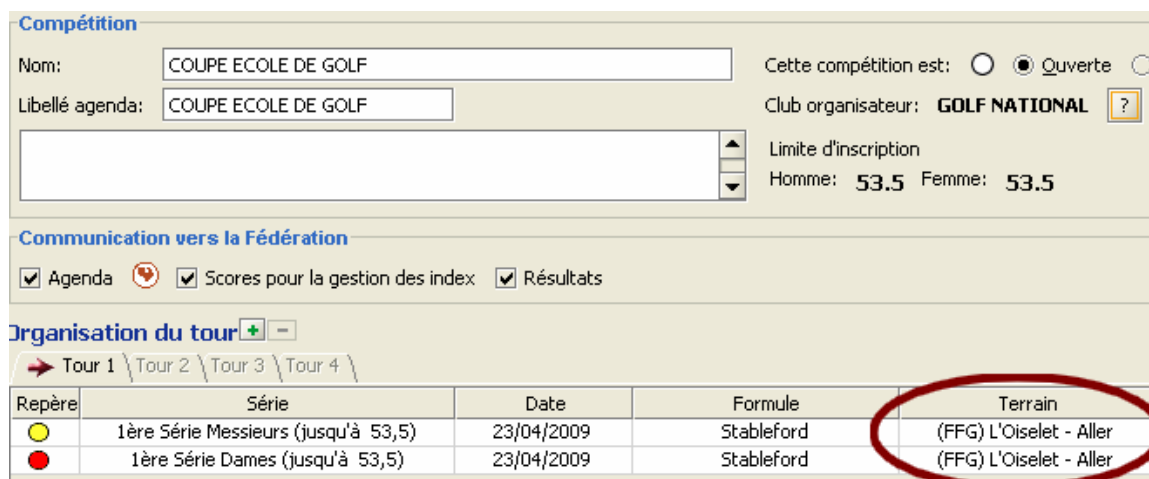 Compétition
Nom: COUPE ECOLE DE GOLF Cette compétition est: Ouverte
Libellé agenda: COUPE ECOLE DE GOLF Club organisateur: GOLF NATIONAL ?
Limite d'inscription
Homme: 53.5 Femme: 53.5
Communication vers la Fédération
Agenda Scores pour la gestion des index Résultats
Organisation du tour + -
Tour 1 Tour 2 Tour 3 Tour 4
Repère Série Date Formule Terrain
1ère Série Messieurs (jusqu'à 53,5) 23/04/2009 Stableford (FFG) L'Oiselet - Aller
1ère Série Dames (jusqu'à 53,5) 23/04/2009 Stableford (FFG) L'Oiselet - Aller